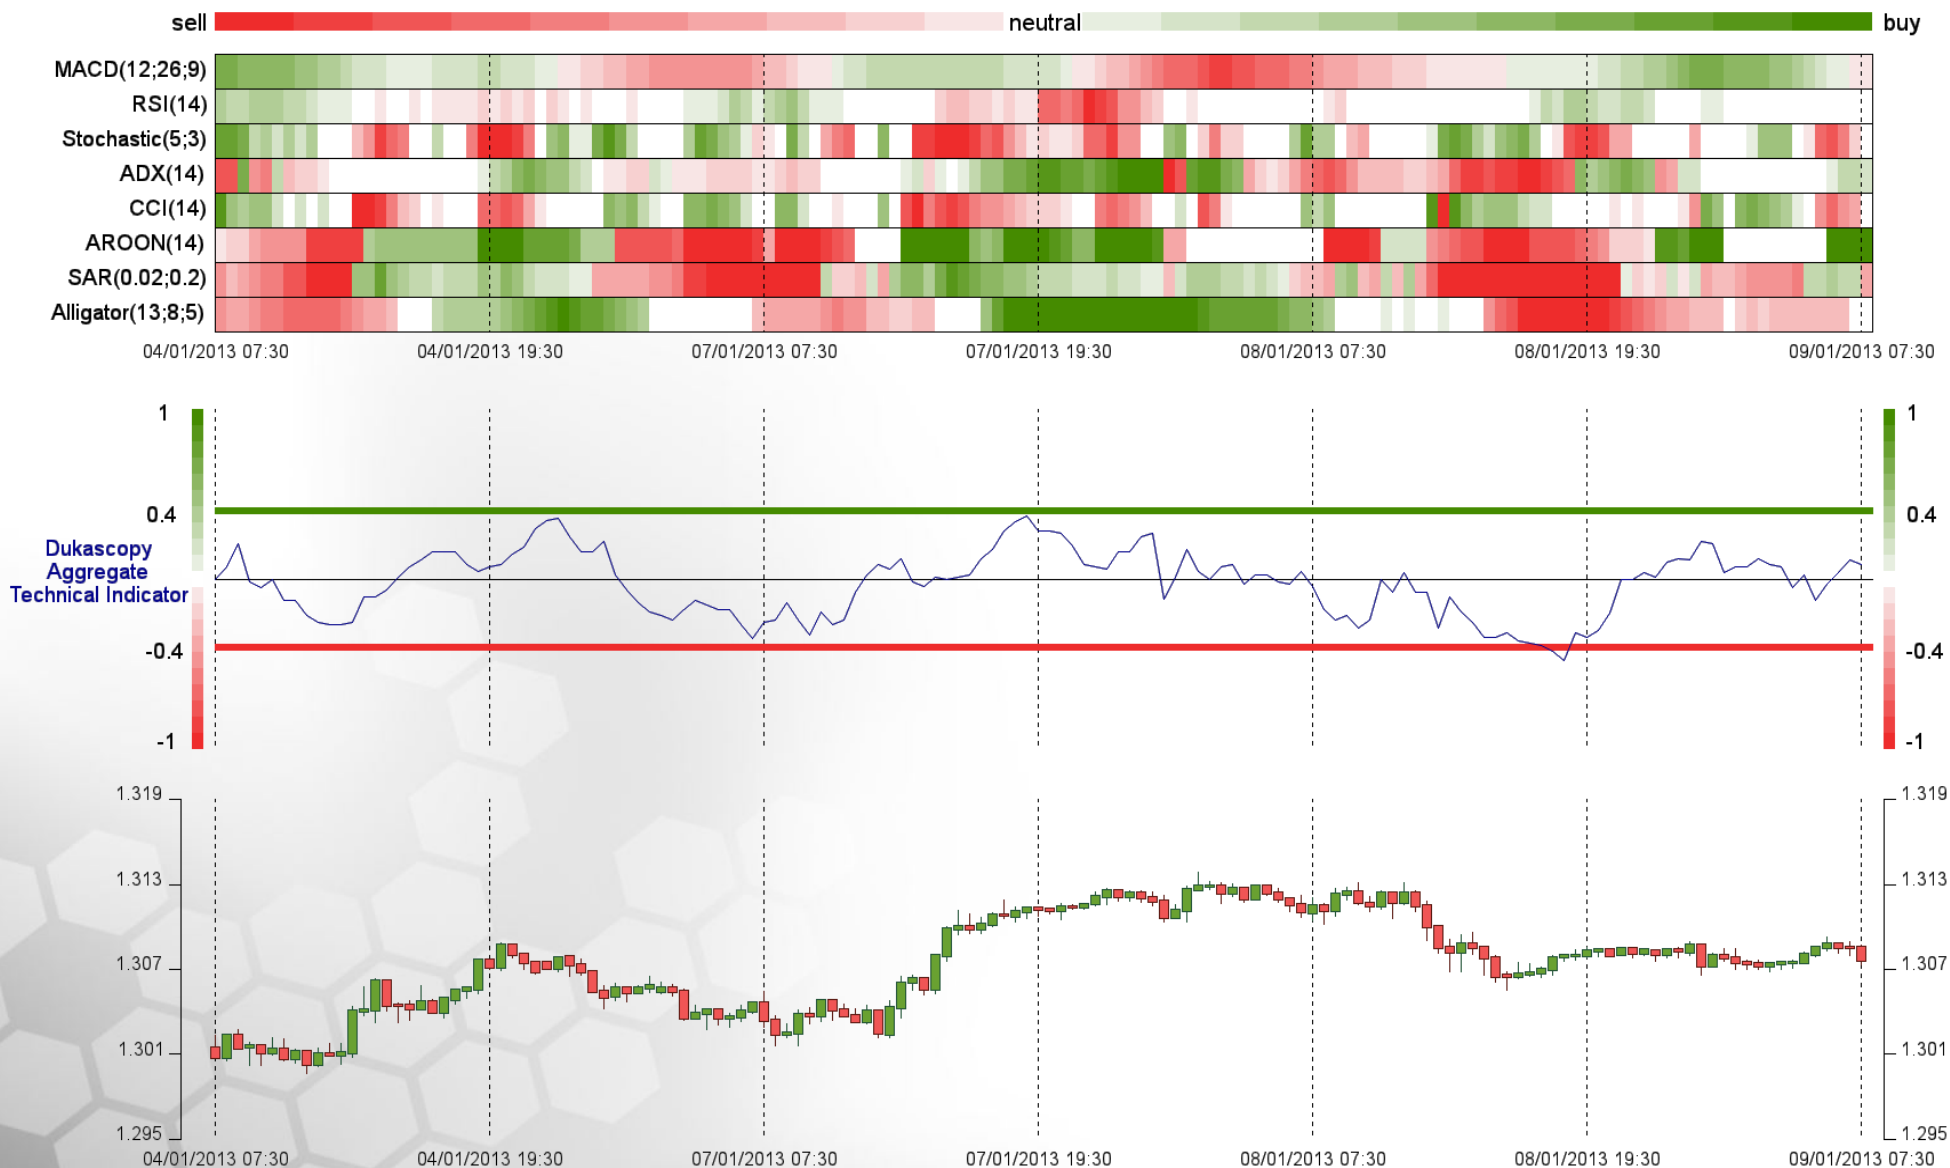 sell neutral buy
MACD(12;26;9)
RSI(14)
Stochastic(5;3)
ADX(14)
CCI(14)
AROON(14)
SAR(0.02;0.2)
Alligator(13;8;5)
04/01/2013 07:30 04/01/2013 19:30 07/01/2013 07:30 07/01/2013 19:30 08/01/2013 07:30 08/01/2013 19:30 09/01/2013 07:30
1 1
0.4 0.4
Dukascopy
Aggregate
Technical Indicator
-0.4 -0.4
-1 -1
1.319 1.319
1.313 1.313
1.307 1.307
1.301 1.301
1.295 1.295
04/01/2013 07:30 04/01/2013 19:30 07/01/2013 07:30 07/01/2013 19:30 08/01/2013 07:30 08/01/2013 19:30 09/01/2013 07:30